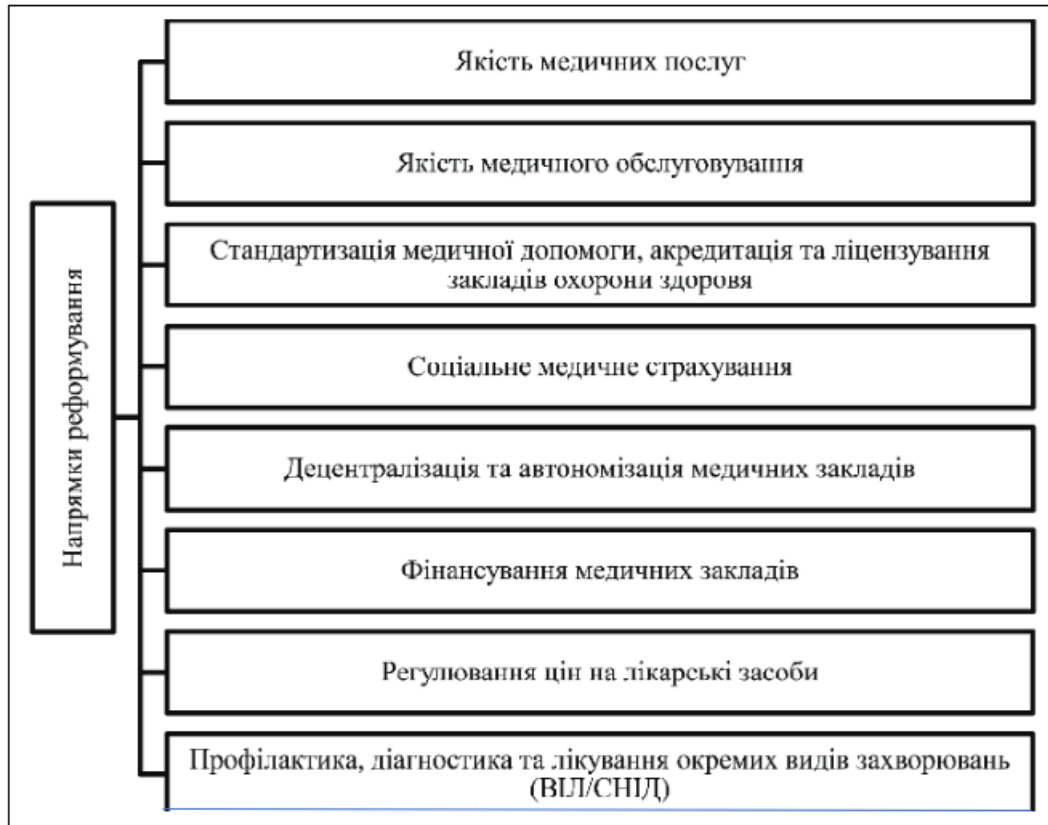 Напрямки реформування
Якість медичних послуг
Якість медичного обслуговування
Стандартизація медичної допомоги, акредитація та ліцензування
закладів охорони здоровя
Соціальне медичне страхування
Децентралізація та автономізація медичних закладів
Фінансування медичних закладів
Регулювання цін на лікарські засоби
Профілактика, діагностика та лікування окремих видів захворювань
(ВІЛ/СНІД)